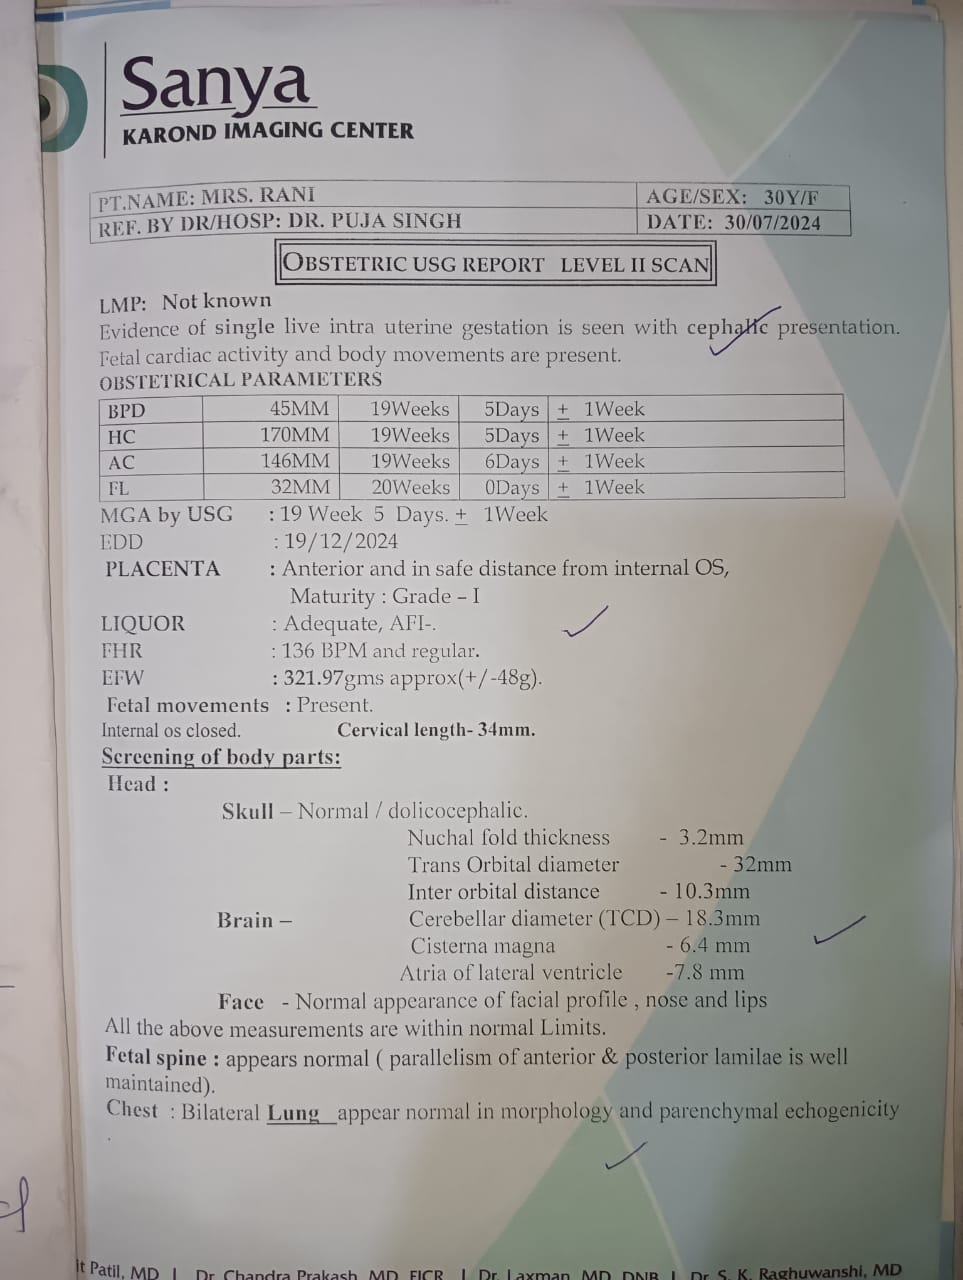 Sanya
KAROND IMAGING CENTER
PT.NAME: MRS. RANI AGE/SEX: 30Y/F
REF. BY DR/HOSP: DR. PUJA SINGH DATE: 30/07/2024
OBSTETRIC USG REPORT LEVEL II SCAN
LMP: Not known
Evidence of single live intra uterine gestation is seen with cephalic presentation.
Fetal cardiac activity and body movements are present.
OBSTETRICAL PARAMETERS
BPD 45MM 19Weeks 5Days ± 1Week
HC 170MM 19Weeks 5Days ± 1Week
AC 146MM 19Weeks 6Days ± 1Week
FL 32MM 20Weeks 0Days ± 1Week
MGA by USG : 19 Week 5 Days. ± 1Week
EDD : 19/12/2024
PLACENTA : Anterior and in safe distance from internal OS,
Maturity : Grade – I
LIQUOR : Adequate, AFI-.
FHR : 136 BPM and regular.
EFW : 321.97gms approx(+/-48g).
Fetal movements : Present.
Internal os closed. Cervical length- 34mm.
Screening of body parts:
Head :
Skull – Normal / dolicocephalic.
Nuchal fold thickness - 3.2mm
Trans Orbital diameter - 32mm
Inter orbital distance - 10.3mm
Brain – Cerebellar diameter (TCD) – 18.3mm
Cisterna magna - 6.4 mm
Atria of lateral ventricle -7.8 mm
Face - Normal appearance of facial profile , nose and lips
All the above measurements are within normal Limits.
Fetal spine : appears normal ( parallelism of anterior & posterior lamilae is well
maintained).
Chest : Bilateral Lung appear normal in morphology and parenchymal echogenicity
.
it Patil, MD | Dr. Chandra Prakash, MD, FICR | Dr. Laxman, MD, DNB | Dr. S. K. Raghuwanshi, MD